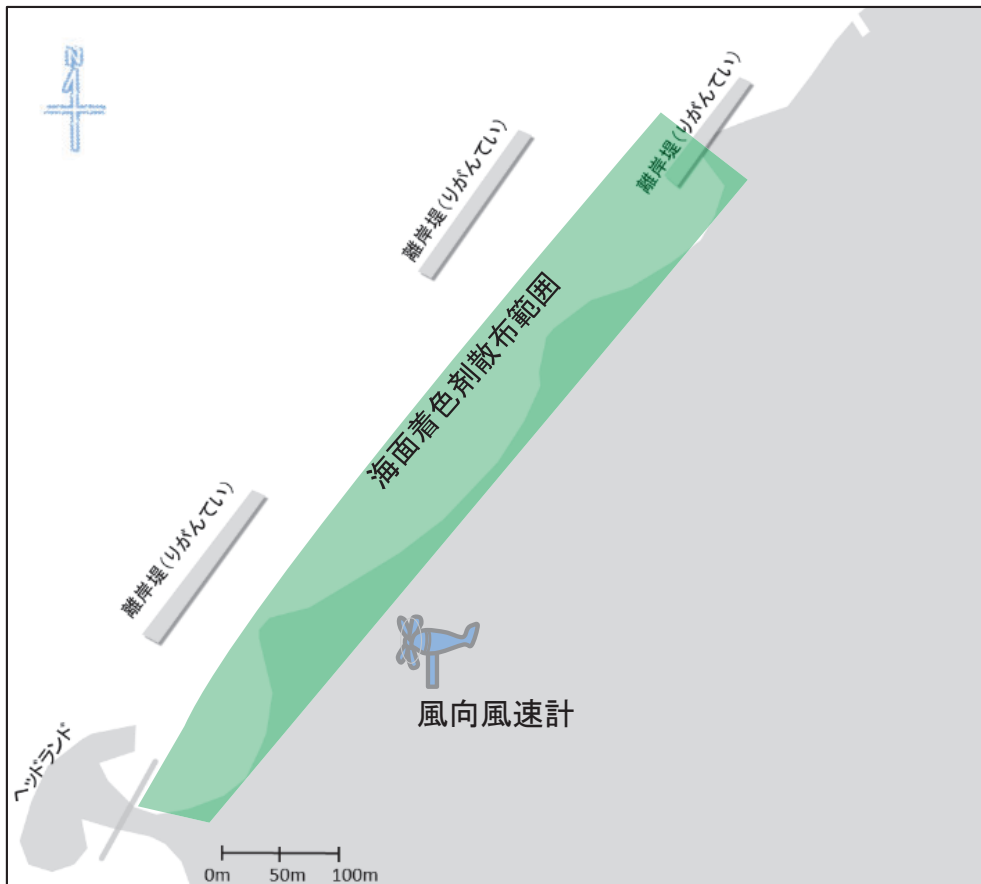 N
離岸堤(りがんてい)
離岸堤(りがんてい)
海面着色剤散布範囲
離岸堤(りがんてい)
風向風速計
ヘッドランド
0m 50m 100m